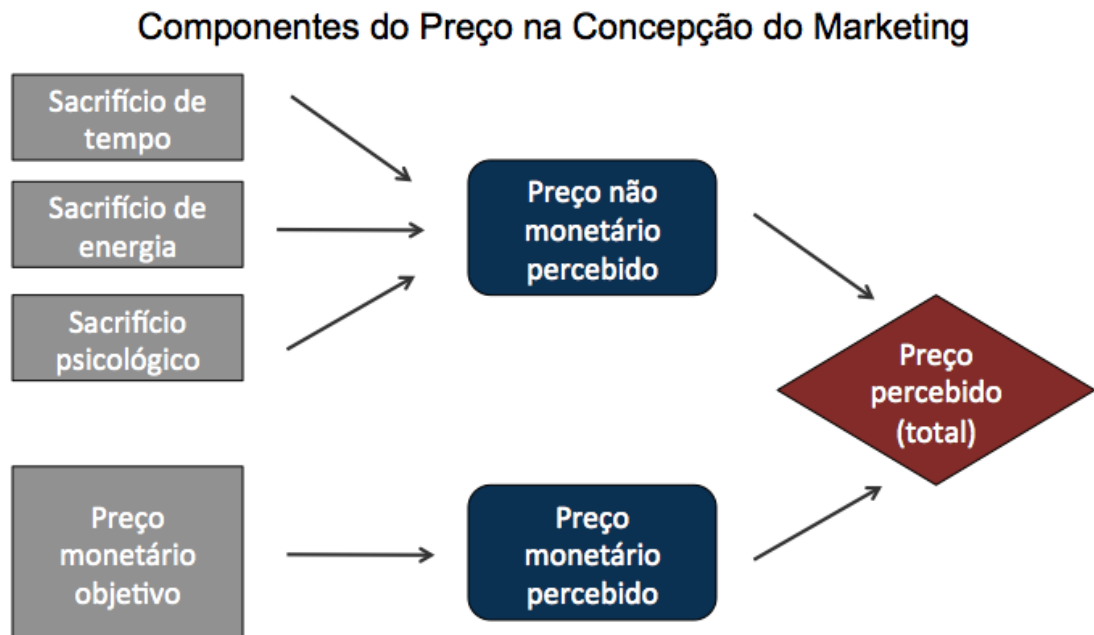 Componentes do Preço na Concepção do Marketing
Sacrifício de
tempo
Sacrifício de
energia
Sacrifício
psicológico
Preço
monetário
objetivo
Preço não
monetário
percebido
Preço
monetário
percebido
Preço
percebido
(total)